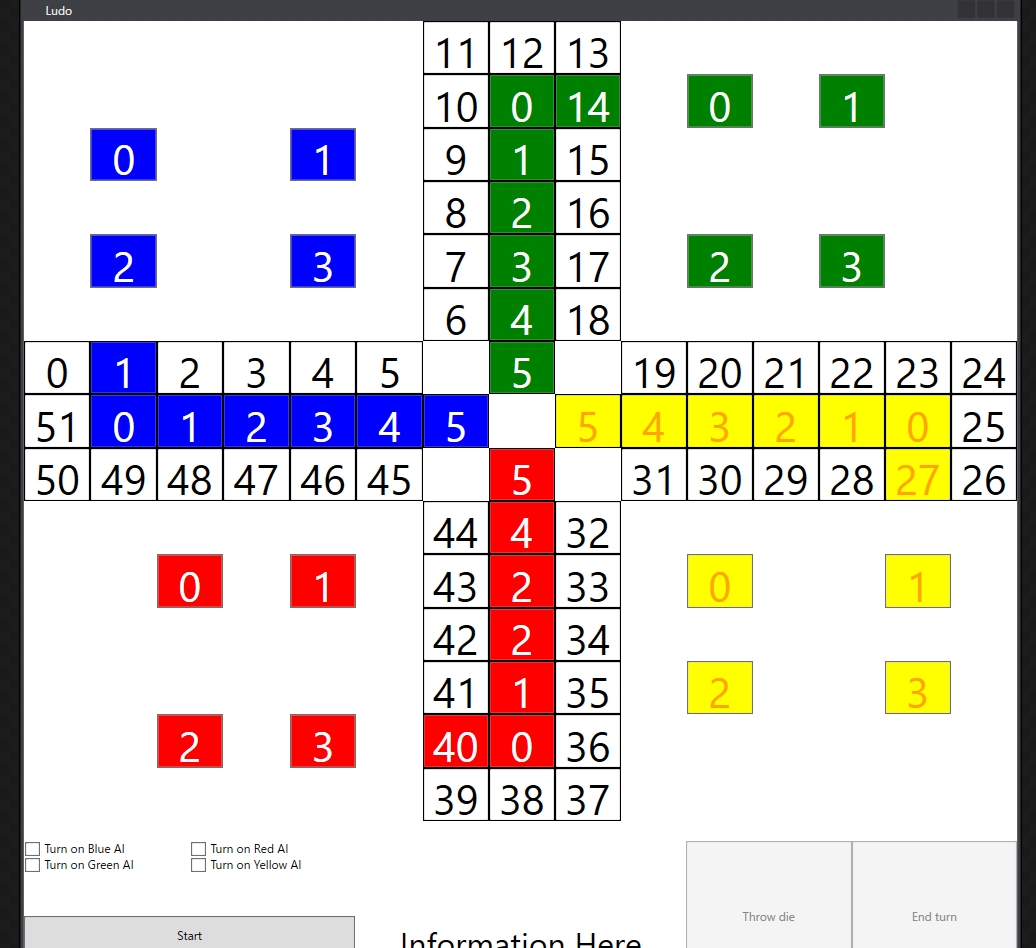 Ludo
11 12 13
10 0 14 0 1
0 1 9 1 15
8 2 16
2 3 7 3 17 2 3
6 4 18
0 1 2 3 4 5 5 19 20 21 22 23 24
51 0 1 2 3 4 5 5 4 3 2 1 0 25
50 49 48 47 46 45 5 31 30 29 28 27 26
44 4 32
0 1 43 2 33 0 1
42 2 34
41 1 35 2 3
2 3 40 0 36
39 38 37
Turn on Blue AI Turn on Red AI
Turn on Green AI Turn on Yellow AI
Throw die End turn
Start Information Here